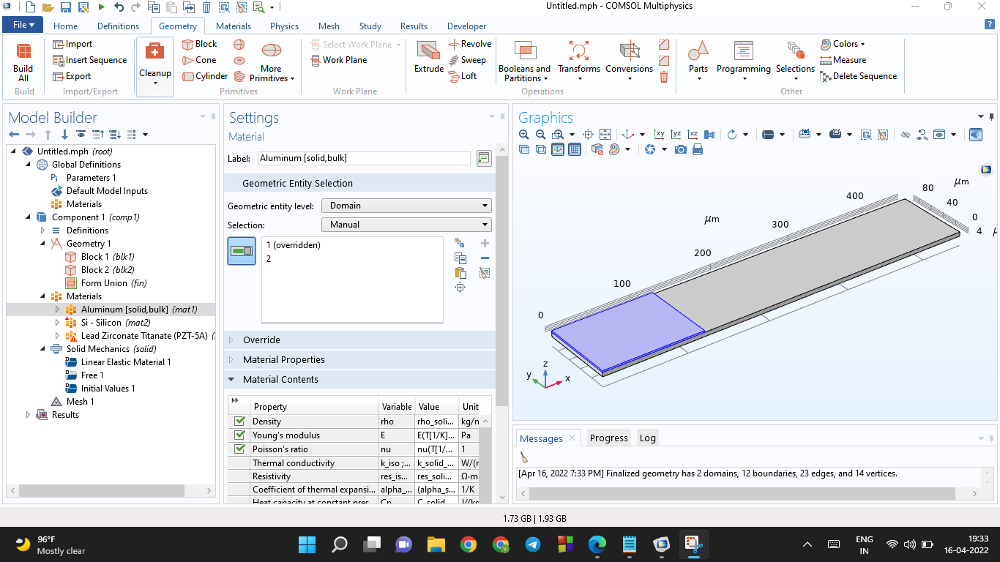 Untitled.mph - COMSOL Multiphysics
File
Home
Definitions
Geometry
Materials
Physics
Mesh
Study
Results
Developer
?
Build All
Build
Import
Insert Sequence
Export
Import/Export
Cleanup
Block
Cone
Cylinder
More Primitives
Primitives
Select Work Plane
Work Plane
Work Plane
Extrude
Revolve
Sweep
Loft
Booleans and Partitions
Transforms
Conversions
Operations
Parts
Programming
Selections
Colors
Measure
Delete Sequence
Other
Model Builder
Untitled.mph (root)
Global Definitions
Pi Parameters 1
Default Model Inputs
Materials
Component 1 (comp1)
Definitions
Geometry 1
Block 1 (blk1)
Block 2 (blk2)
Form Union (fin)
Materials
Aluminum [solid,bulk] (mat1)
Si - Silicon (mat2)
Lead Zirconate Titanate (PZT-5A) (
Solid Mechanics (solid)
Linear Elastic Material 1
Free 1
Initial Values 1
Mesh 1
Results
Settings
Material
Label: Aluminum [solid,bulk]
Geometric Entity Selection
Geometric entity level: Domain
Selection: Manual
1 (overridden)
2
Override
Material Properties
Material Contents
Property Variable Value Unit
Density rho rho_soli... kg/n
Young's modulus E E(T[1/K]... Pa
Poisson's ratio nu nu(T[1/... 1
Thermal conductivity k_iso ;... k_solid_... W/(r
Resistivity res_is... res_soli... Ω·m
Coefficient of thermal expansi... alpha_... (alpha_s... 1/K
Heat capacity at constant pres... Cp C_solid... J/(kg
Graphics
xy yz xz
µm
80
40
0
4
µ
400
µm
300
200
100
0
z
y
x
Messages
Progress
Log
[Apr 16, 2022 7:33 PM] Finalized geometry has 2 domains, 12 boundaries, 23 edges, and 14 vertices.
1.73 GB | 1.93 GB
96°F
Mostly clear
ENG
IN
19:33
16-04-2022